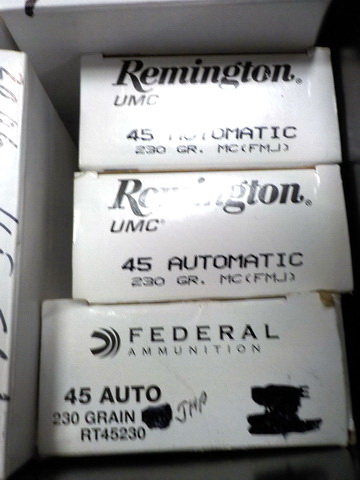 Remington®
UMC
45 AUTOMATIC
230 GR. MC(FMJ)
Remington®
UMC
45 AUTOMATIC
230 GR. MC(FMJ)
FEDERAL
AMMUNITION
45 AUTO
230 GRAIN JHP
RT45230